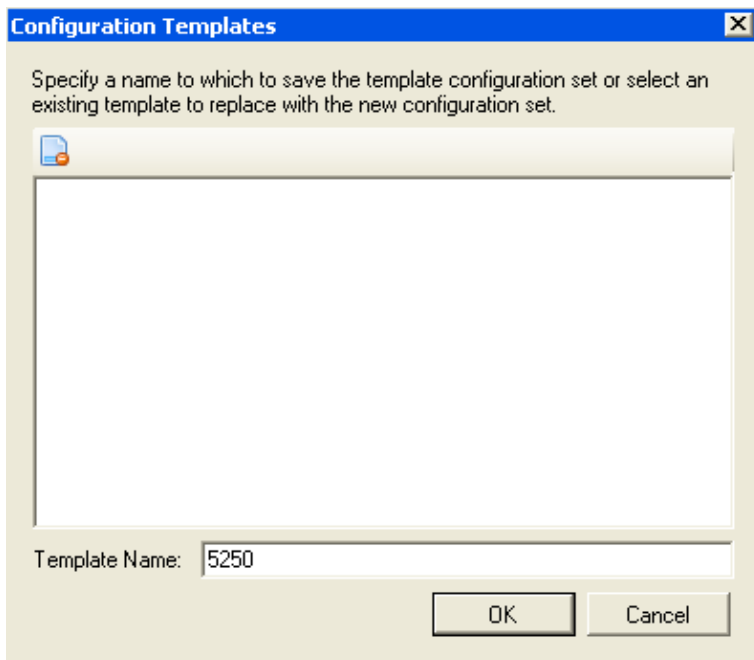 Configuration Templates
Specify a name to which to save the template configuration set or select an
existing template to replace with the new configuration set.
Template Name: 5250
OK Cancel